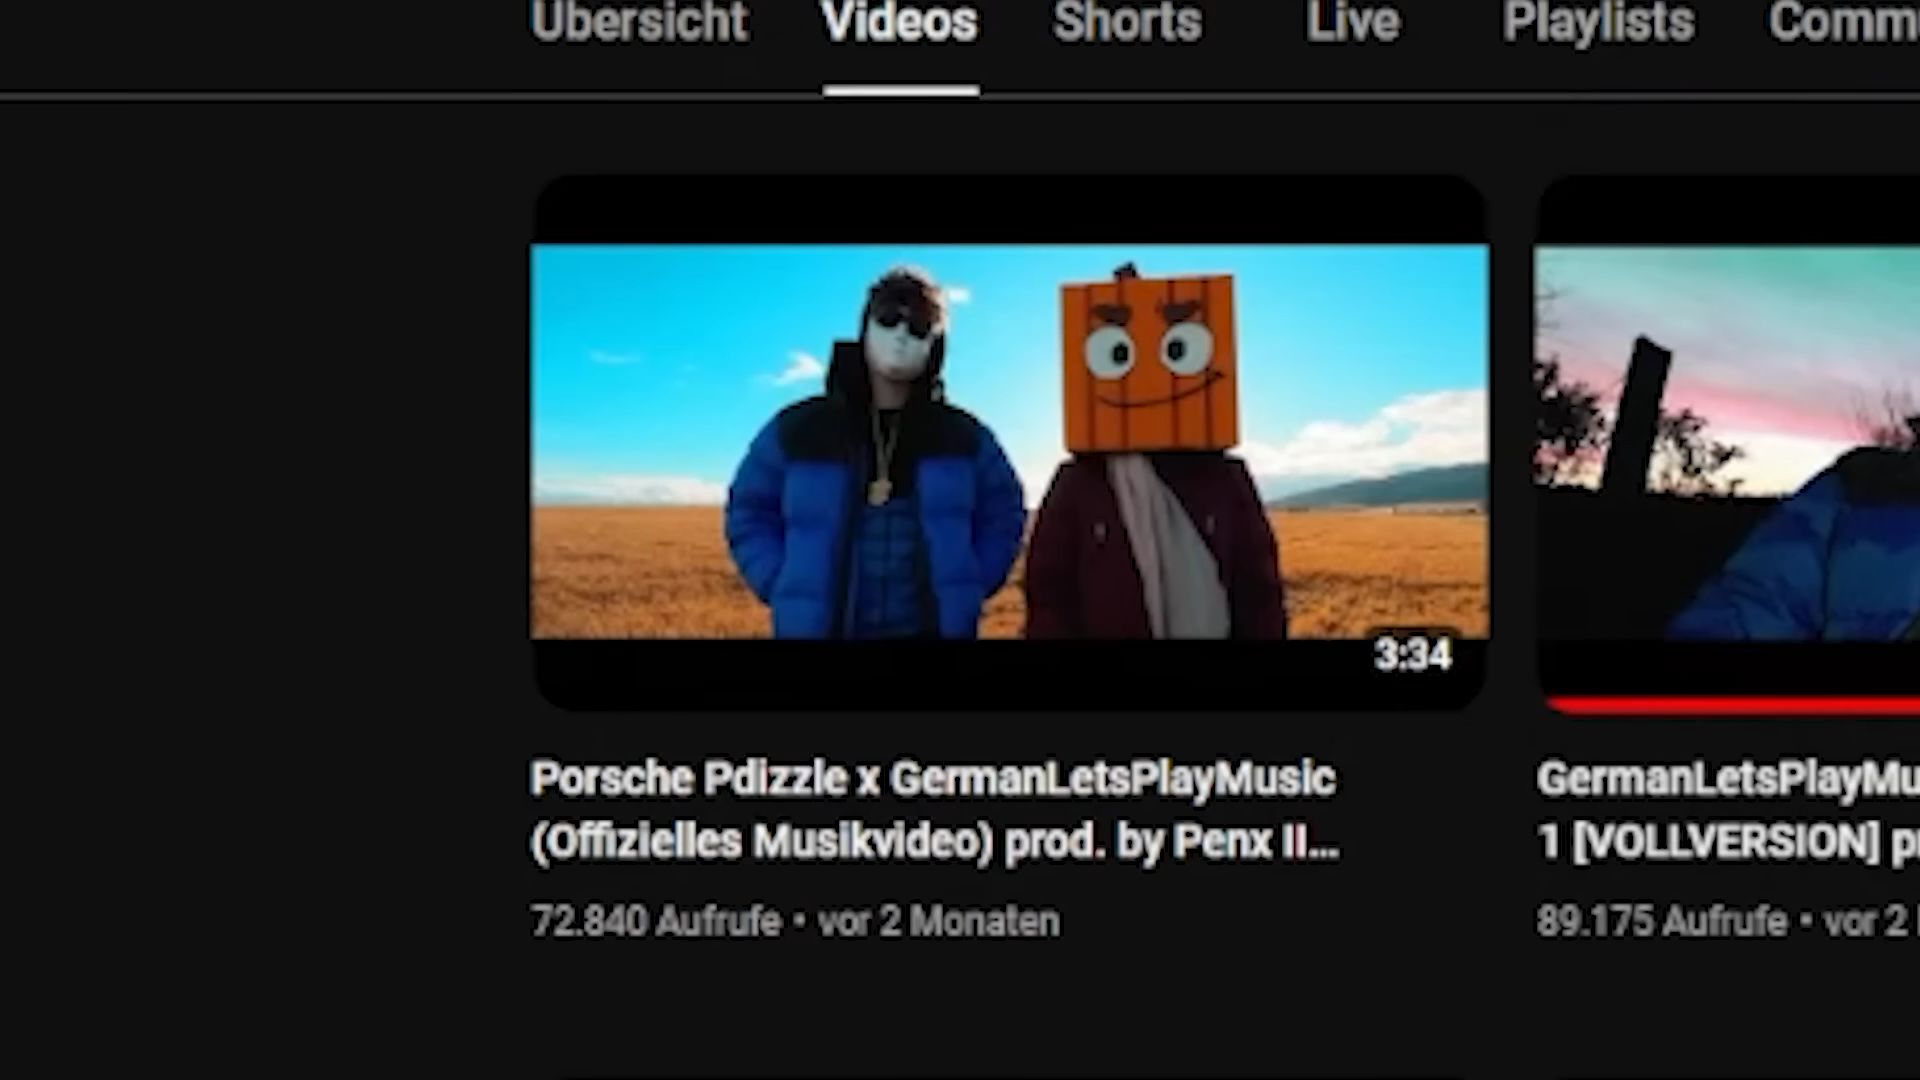 Übersicht Videos Shorts Live Playlists Comm
3:34
Porsche Pdizzle x GermanLetsPlayMusic
(Offizielles Musikvideo) prod. by Penx II...
72.840 Aufrufe • vor 2 Monaten
GermanLetsPlayMu
1 [VOLLVERSION] p
89.175 Aufrufe • vor 2